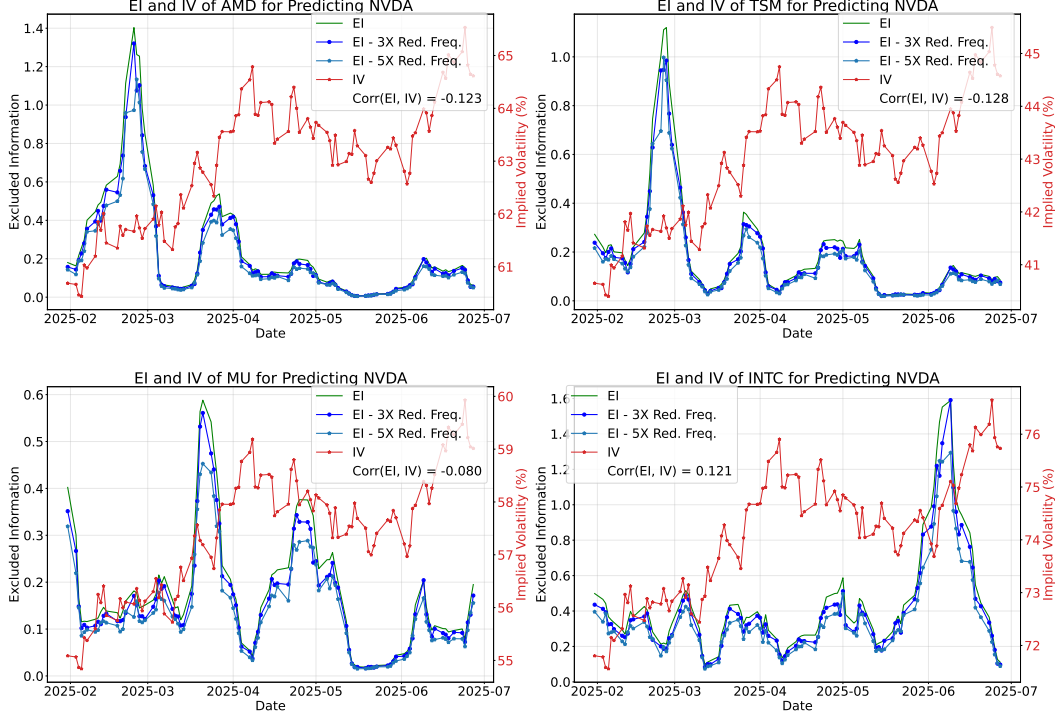 EI and IV of AMD for Predicting NVDA
Excluded Information
1.4
1.2
1.0
0.8
0.6
0.4
0.2
0.0
EI
EI - 3X Red. Freq.
EI - 5X Red. Freq.
IV
Corr(EI, IV) = -0.123
65
64
63
62
61
Implied Volatility (%)
2025-02 2025-03 2025-04 2025-05 2025-06 2025-07
Date
EI and IV of TSM for Predicting NVDA
Excluded Information
1.0
0.8
0.6
0.4
0.2
0.0
EI
EI - 3X Red. Freq.
EI - 5X Red. Freq.
IV
Corr(EI, IV) = -0.128
45
44
43
42
41
Implied Volatility (%)
2025-02 2025-03 2025-04 2025-05 2025-06 2025-07
Date
EI and IV of MU for Predicting NVDA
Excluded Information
0.6
0.5
0.4
0.3
0.2
0.1
0.0
EI
EI - 3X Red. Freq.
EI - 5X Red. Freq.
IV
Corr(EI, IV) = -0.080
60
59
58
57
56
55
Implied Volatility (%)
2025-02 2025-03 2025-04 2025-05 2025-06 2025-07
Date
EI and IV of INTC for Predicting NVDA
Excluded Information
1.6
1.4
1.2
1.0
0.8
0.6
0.4
0.2
0.0
EI
EI - 3X Red. Freq.
EI - 5X Red. Freq.
IV
Corr(EI, IV) = 0.121
76
75
74
73
72
Implied Volatility (%)
2025-02 2025-03 2025-04 2025-05 2025-06 2025-07
Date